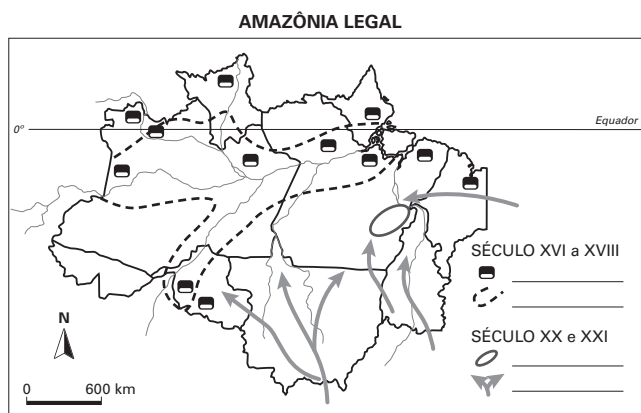 AMAZÔNIA LEGAL
0°
Equador
SÉCULO XVI a XVIII
SÉCULO XX e XXI
N
0 600 km